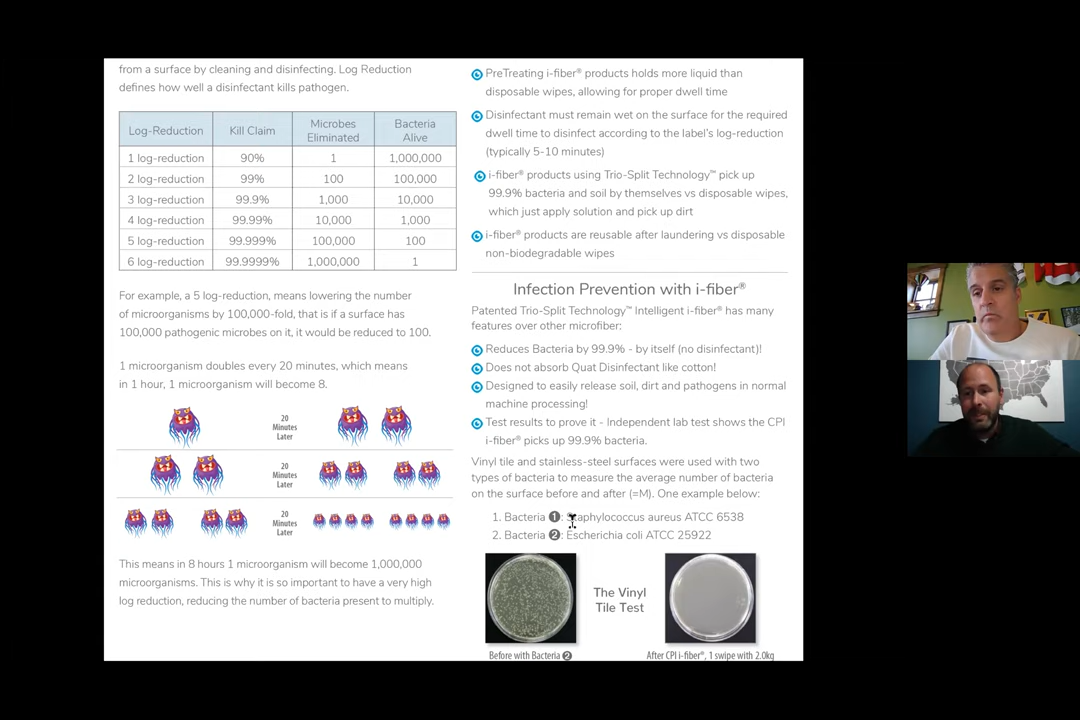 from a surface by cleaning and disinfecting. Log Reduction
defines how well a disinfectant kills pathogen.
Log-Reduction Kill Claim Microbes Eliminated Bacteria Alive
1 log-reduction 90% 1 1,000,000
2 log-reduction 99% 100 100,000
3 log-reduction 99.9% 1,000 10,000
4 log-reduction 99.99% 10,000 1,000
5 log-reduction 99.999% 100,000 100
6 log-reduction 99.9999% 1,000,000 1
For example, a 5 log-reduction, means lowering the number
of microorganisms by 100,000-fold, that is if a surface has
100,000 pathogenic microbes on it, it would be reduced to 100.
1 microorganism doubles every 20 minutes, which means
in 1 hour, 1 microorganism will become 8.
20
Minutes
Later
20
Minutes
Later
20
Minutes
Later
This means in 8 hours 1 microorganism will become 1,000,000
microorganisms. This is why it is so important to have a very high
log reduction, reducing the number of bacteria present to multiply.
PreTreating i-fiber® products holds more liquid than
disposable wipes, allowing for proper dwell time
Disinfectant must remain wet on the surface for the required
dwell time to disinfect according to the label's log-reduction
(typically 5-10 minutes)
i-fiber® products using Trio-Split Technology™ pick up
99.9% bacteria and soil by themselves vs disposable wipes,
which just apply solution and pick up dirt
i-fiber® products are reusable after laundering vs disposable
non-biodegradable wipes
Infection Prevention with i-fiber®
Patented Trio-Split Technology™ Intelligent i-fiber® has many
features over other microfiber:
Reduces Bacteria by 99.9% - by itself (no disinfectant)!
Does not absorb Quat Disinfectant like cotton!
Designed to easily release soil, dirt and pathogens in normal
machine processing!
Test results to prove it - Independent lab test shows the CPI
i-fiber® picks up 99.9% bacteria.
Vinyl tile and stainless-steel surfaces were used with two
types of bacteria to measure the average number of bacteria
on the surface before and after (=M). One example below:
1. Bacteria ❶: Staphylococcus aureus ATCC 6538
2. Bacteria ❷: Escherichia coli ATCC 25922
The Vinyl
Tile Test
Before with Bacteria ❷
After CPI i-fiber®, 1 swipe with 2.0kg